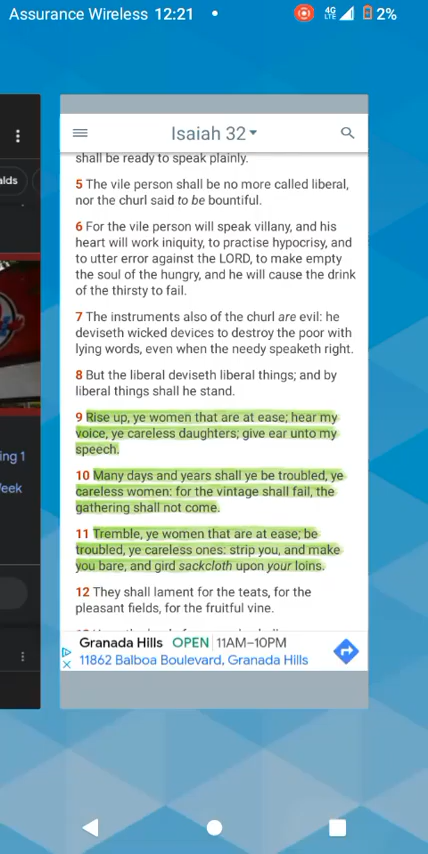 Assurance Wireless 12:21 • 4G LTE 2%
Isaiah 32
alds
shall be ready to speak plainly.
5 The vile person shall be no more called liberal,
nor the churl said to be bountiful.
6 For the vile person will speak villany, and his
heart will work iniquity, to practise hypocrisy, and
to utter error against the LORD, to make empty
the soul of the hungry, and he will cause the drink
of the thirsty to fail.
7 The instruments also of the churl are evil: he
deviseth wicked devices to destroy the poor with
lying words, even when the needy speaketh right.
8 But the liberal deviseth liberal things; and by
liberal things shall he stand.
9 Rise up, ye women that are at ease; hear my
voice, ye careless daughters; give ear unto my
speech.
ing 1
eek
10 Many days and years shall ye be troubled, ye
careless women: for the vintage shall fail, the
gathering shall not come.
11 Tremble, ye women that are at ease; be
troubled, ye careless ones: strip you, and make
you bare, and gird sackcloth upon your loins.
12 They shall lament for the teats, for the
pleasant fields, for the fruitful vine.
Granada Hills OPEN 11AM–10PM
11862 Balboa Boulevard, Granada Hills